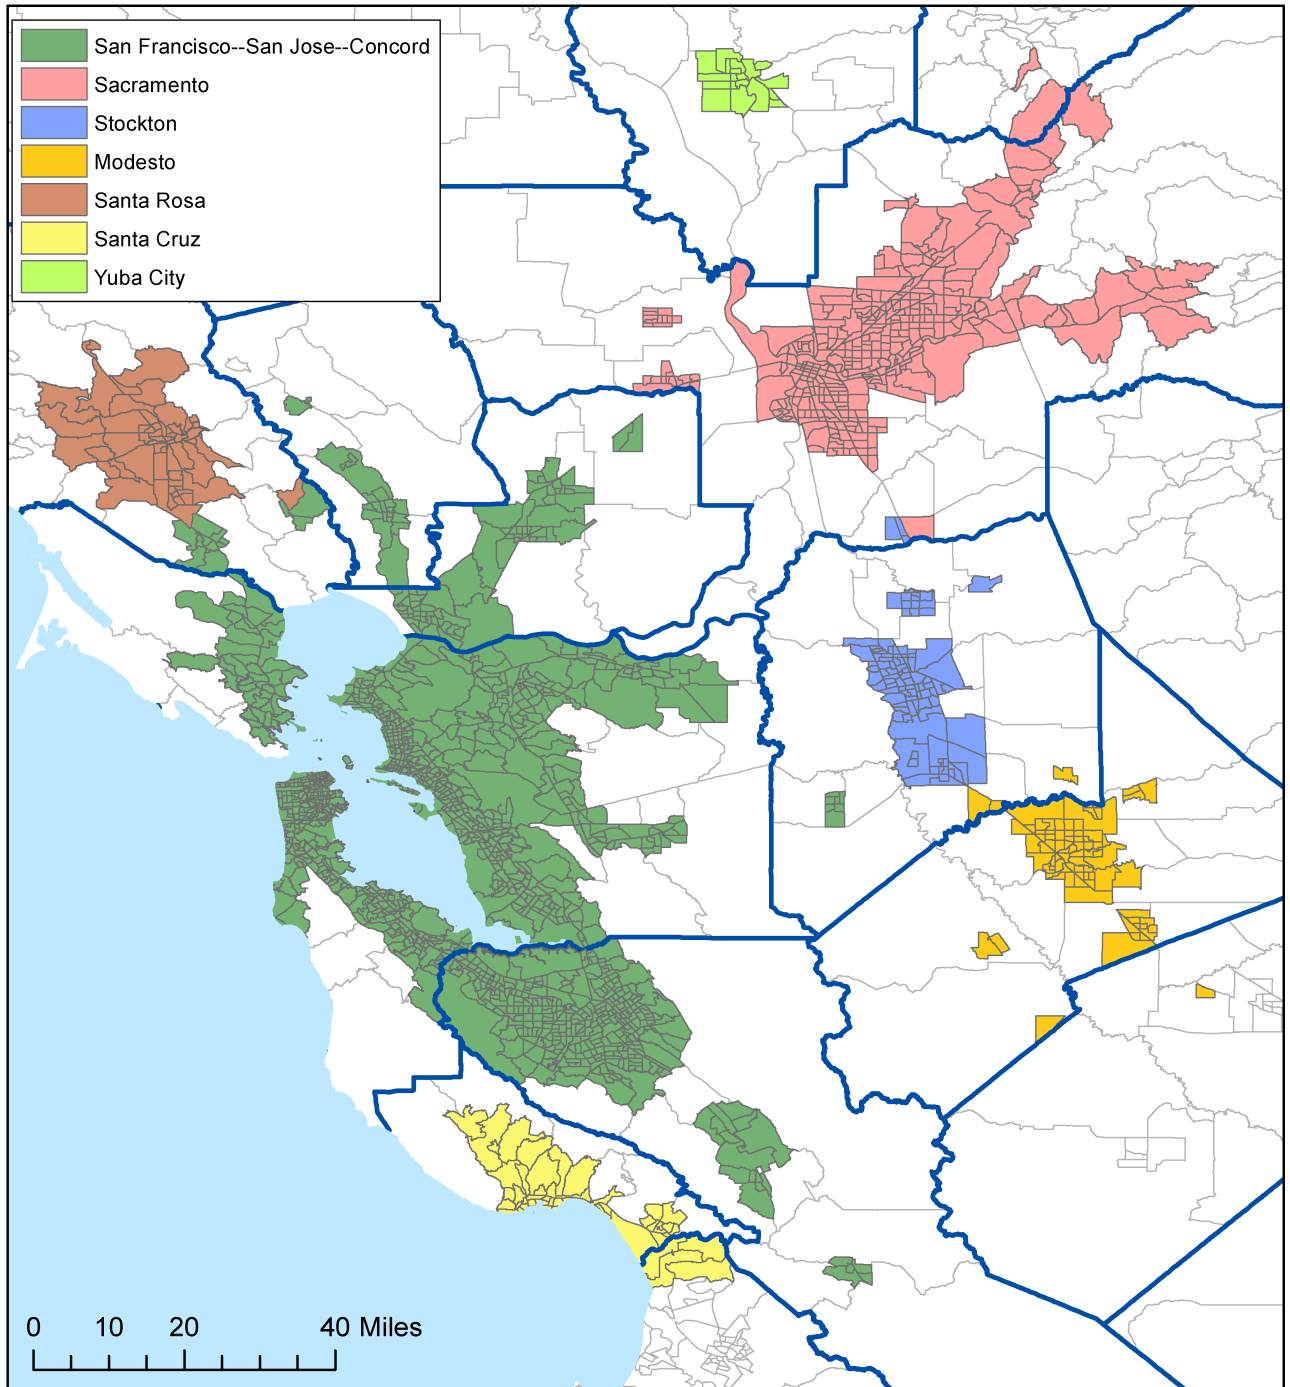 San Francisco--San Jose--Concord
Sacramento
Stockton
Modesto
Santa Rosa
Santa Cruz
Yuba City
0 10 20 40 Miles